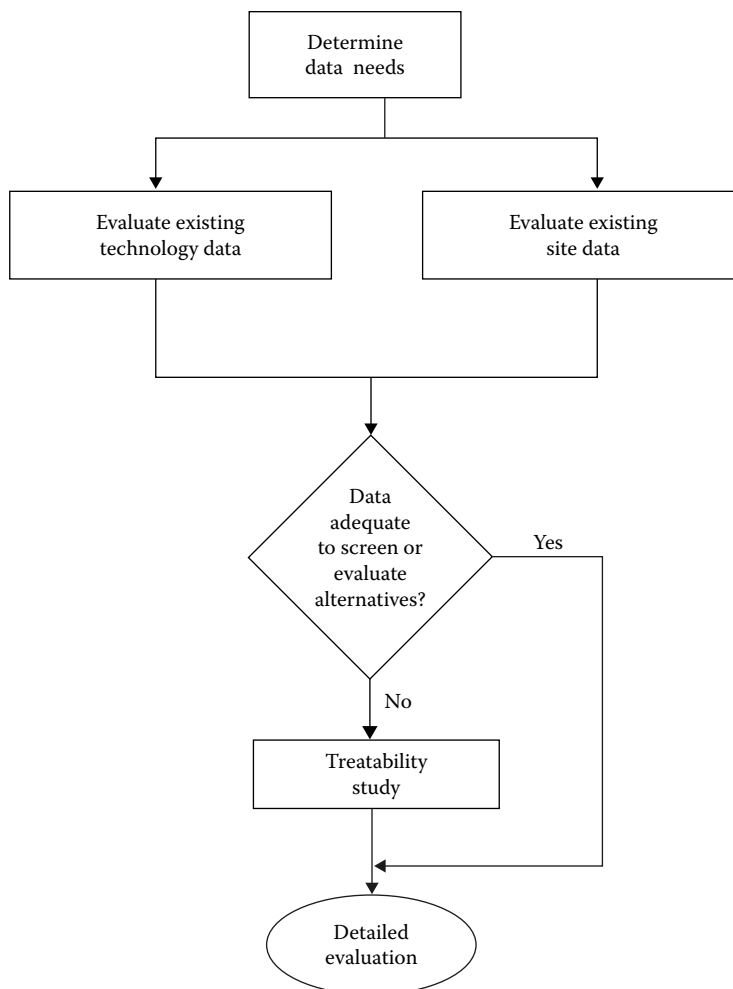 Determine
data needs
Evaluate existing
technology data
Evaluate existing
site data
Data
adequate
to screen or
evaluate
alternatives?
Yes
No
Treatability
study
Detailed
evaluation